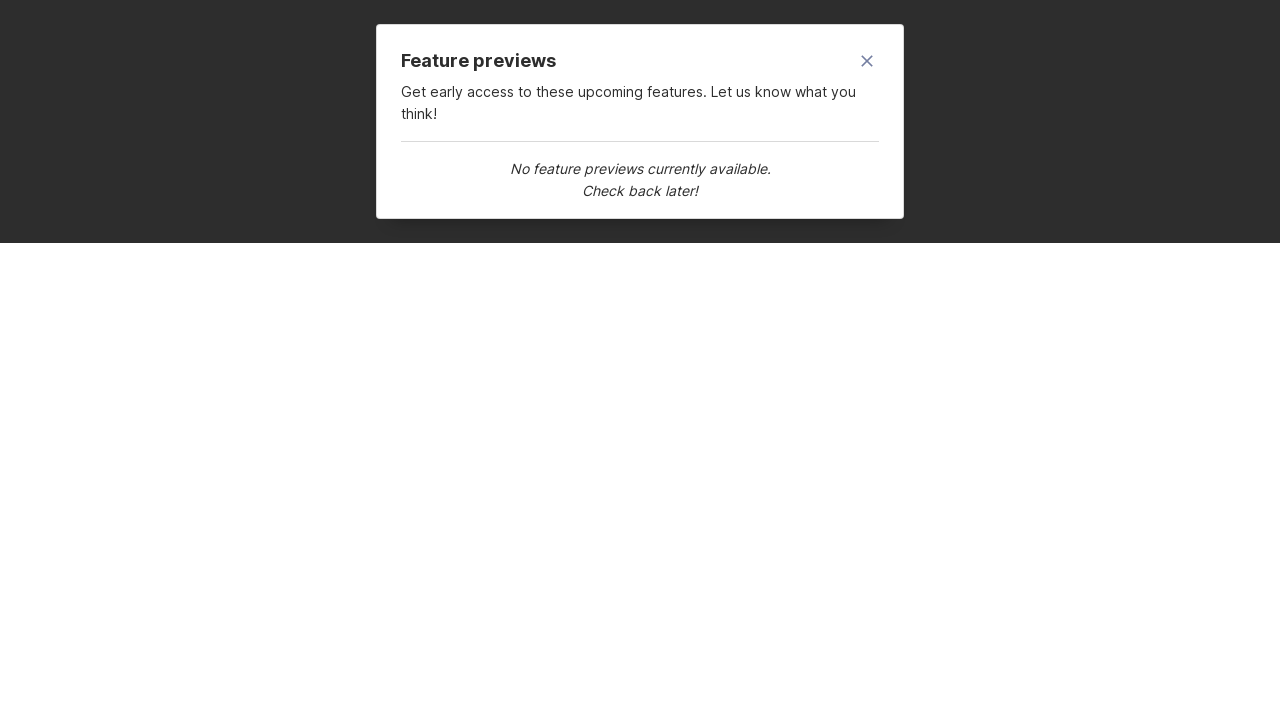 Feature previews
Get early access to these upcoming features. Let us know what you
think!
No feature previews currently available.
Check back later!